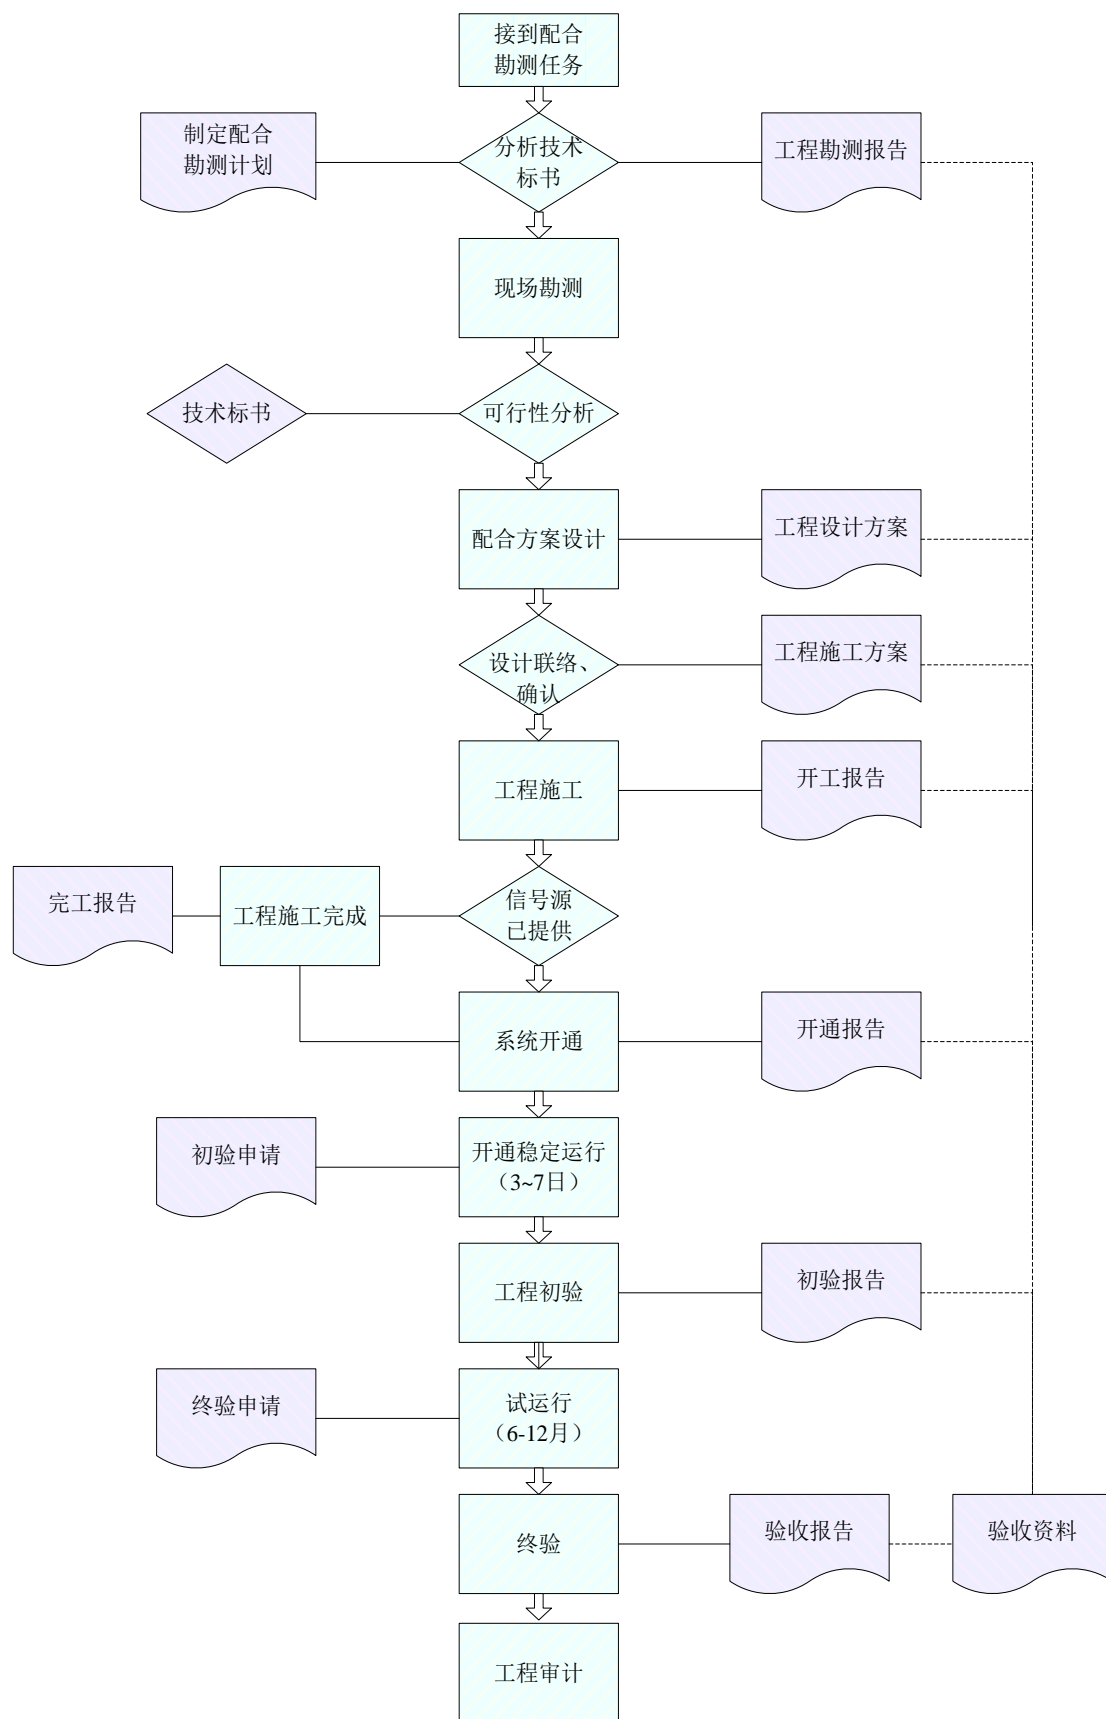 接到配合
勘测任务
制定配合
勘测计划
分析技术
标书
工程勘测报告
现场勘测
技术标书
可行性分析
配合方案设计
工程设计方案
设计联络、
确认
工程施工方案
工程施工
开工报告
完工报告
工程施工完成
信号源
已提供
系统开通
开通报告
初验申请
开通稳定运行
（3~7日）
工程初验
初验报告
终验申请
试运行
（6-12月）
终验
验收报告
验收资料
工程审计